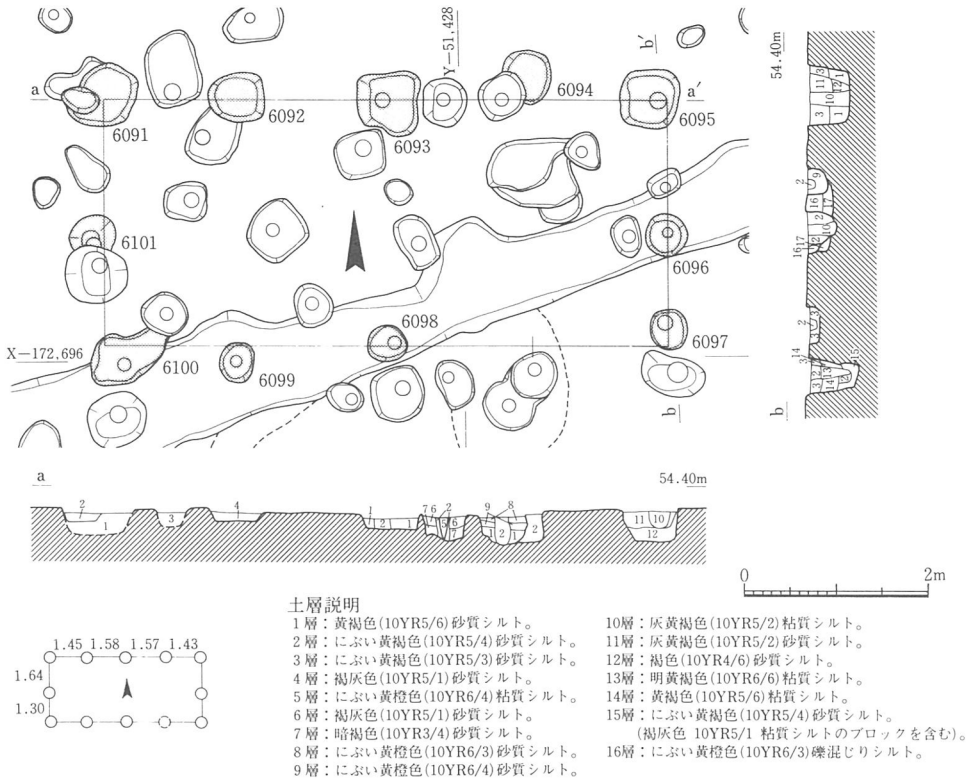 Y－51,428
b′
54.40m
a
a′
6091
6092
6093
6094
6095
6101
6096
6098
6097
X－172,696
6100
6099
b
b
a
54.40m
0
2m
1.45 1.58 1.57 1.43
1.64
1.30
土層説明
1層：黄褐色(10YR5/6)砂質シルト。
2層：にぶい黄褐色(10YR5/4)砂質シルト。
3層：にぶい黄褐色(10YR5/3)砂質シルト。
4層：褐灰色(10YR5/1)砂質シルト。
5層：にぶい黄橙色(10YR6/4)粘質シルト。
6層：褐灰色(10YR5/1)砂質シルト。
7層：暗褐色(10YR3/4)砂質シルト。
8層：にぶい黄橙色(10YR6/3)砂質シルト。
9層：にぶい黄橙色(10YR6/4)砂質シルト。
10層：灰黄褐色(10YR5/2)粘質シルト。
11層：灰黄褐色(10YR5/2)砂質シルト。
12層：褐色(10YR4/6)砂質シルト。
13層：明黄褐色(10YR6/6)粘質シルト。
14層：黄褐色(10YR5/6)粘質シルト。
15層：にぶい黄褐色(10YR5/4)砂質シルト。
(褐灰色 10YR5/1 粘質シルトのブロックを含む)。
16層：にぶい黄橙色(10YR6/3)礫混じりシルト。